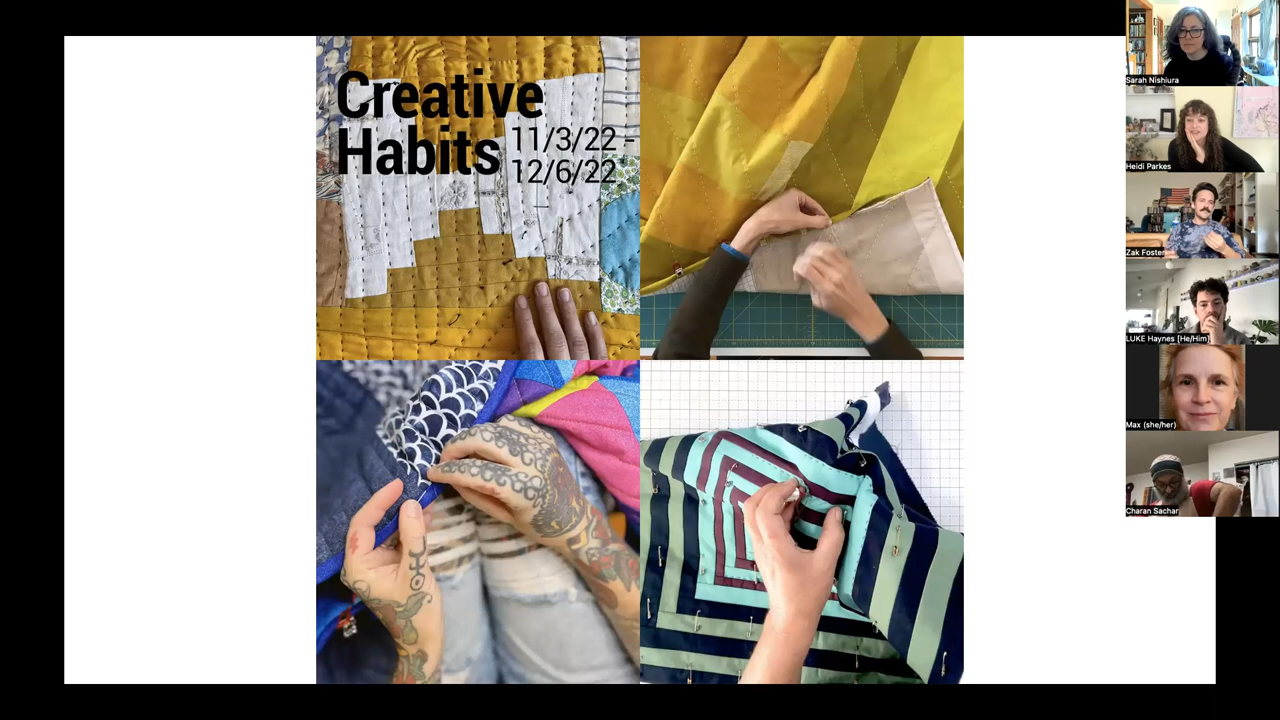 Creative
Habits
11/3/22 -
12/6/22
Sarah Nishiura
Heidi Parkes
Zak Foster
LUKE Haynes [He/Him]
Max (she/her)
Charan Sachar